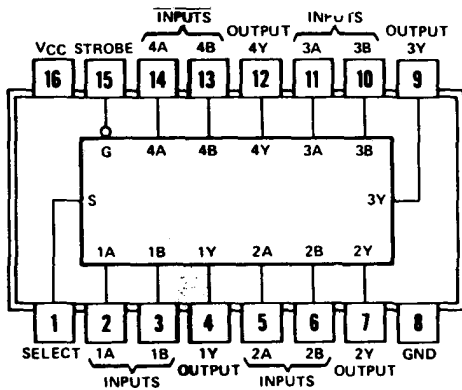 INPUTS INPUTS
OUTPUT OUTPUT
VCC STROBE 4A 4B 4Y 3A 3B 3Y
16 15 14 13 12 11 10 9
G 4A 4B 4Y 3A 3B
S 3Y
1A 1B 1Y 2A 2B 2Y
1 2 3 4 5 6 7 8
SELECT 1A 1B 1Y OUTPUT 2A 2B OUTPUT 2Y GND
INPUTS INPUTS